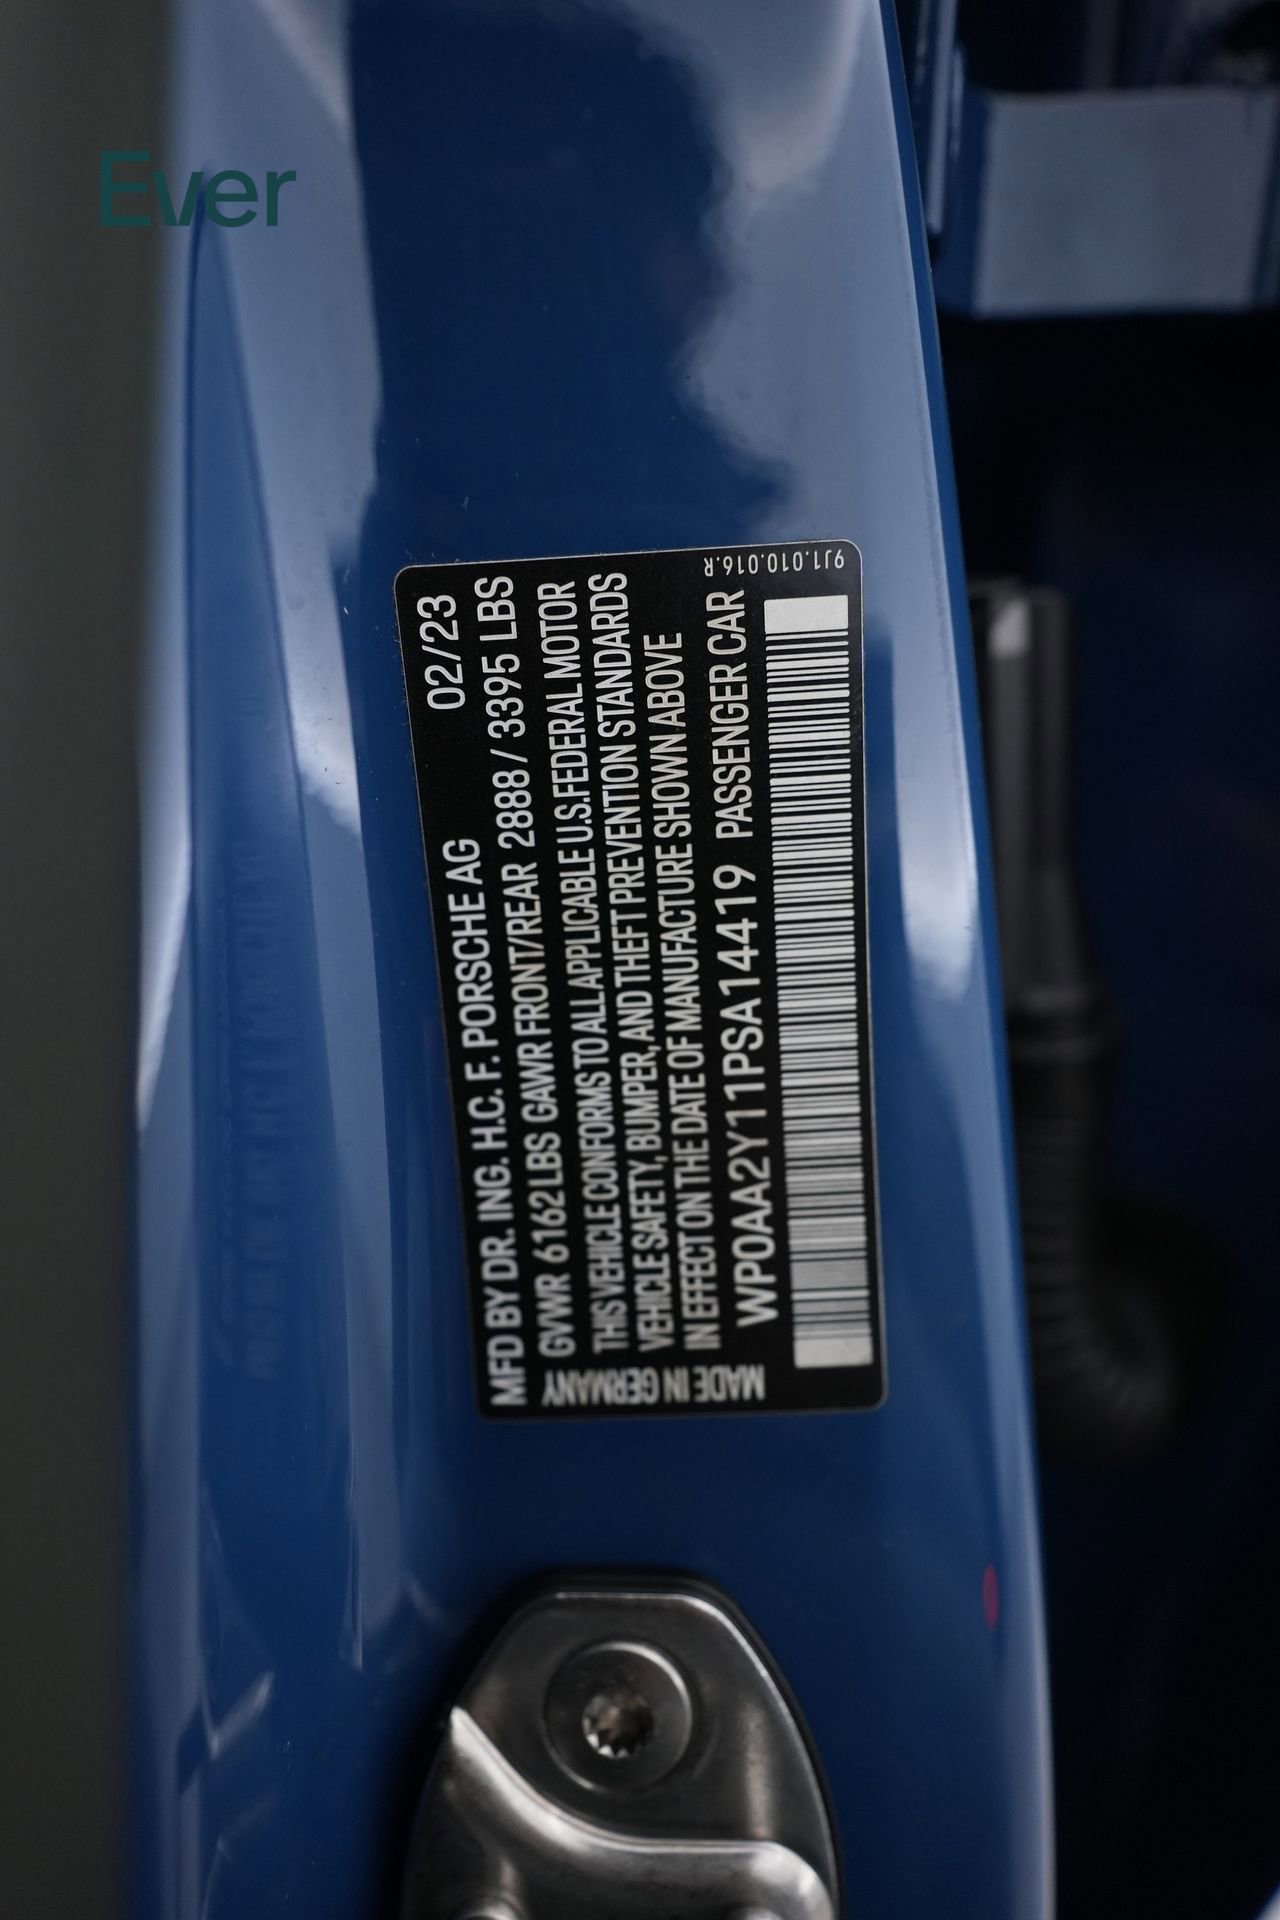 Ever
MFD BY DR. ING. H.C. F. PORSCHE AG 02/23
GVWR 6162 LBS GAWR FRONT/REAR 2888 / 3395 LBS
THIS VEHICLE CONFORMS TO ALL APPLICABLE U.S. FEDERAL MOTOR
VEHICLE SAFETY, BUMPER, AND THEFT PREVENTION STANDARDS
IN EFFECT ON THE DATE OF MANUFACTURE SHOWN ABOVE
WP0AA2Y11PSA14419 PASSENGER CAR
MADE IN GERMANY
9J1.010.016.R